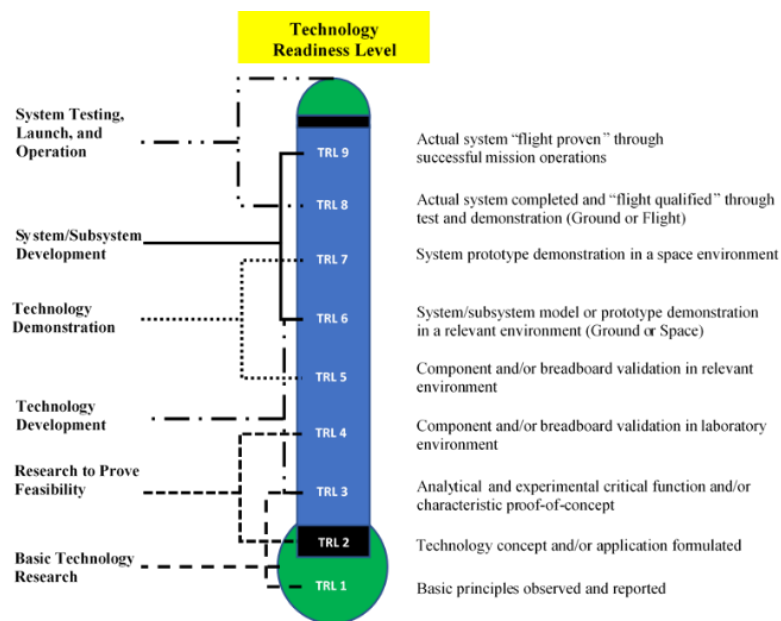 Technology
Readiness Level
System Testing,
Launch, and
Operation
System/Subsystem
Development
Technology
Demonstration
Technology
Development
Research to Prove
Feasibility
Basic Technology
Research
TRL 9
TRL 8
TRL 7
TRL 6
TRL 5
TRL 4
TRL 3
TRL 2
TRL 1
Actual system “flight proven” through
successful mission operations
Actual system completed and “flight qualified” through
test and demonstration (Ground or Flight)
System prototype demonstration in a space environment
System/subsystem model or prototype demonstration
in a relevant environment (Ground or Space)
Component and/or breadboard validation in relevant
environment
Component and/or breadboard validation in laboratory
environment
Analytical and experimental critical function and/or
characteristic proof-of-concept
Technology concept and/or application formulated
Basic principles observed and reported